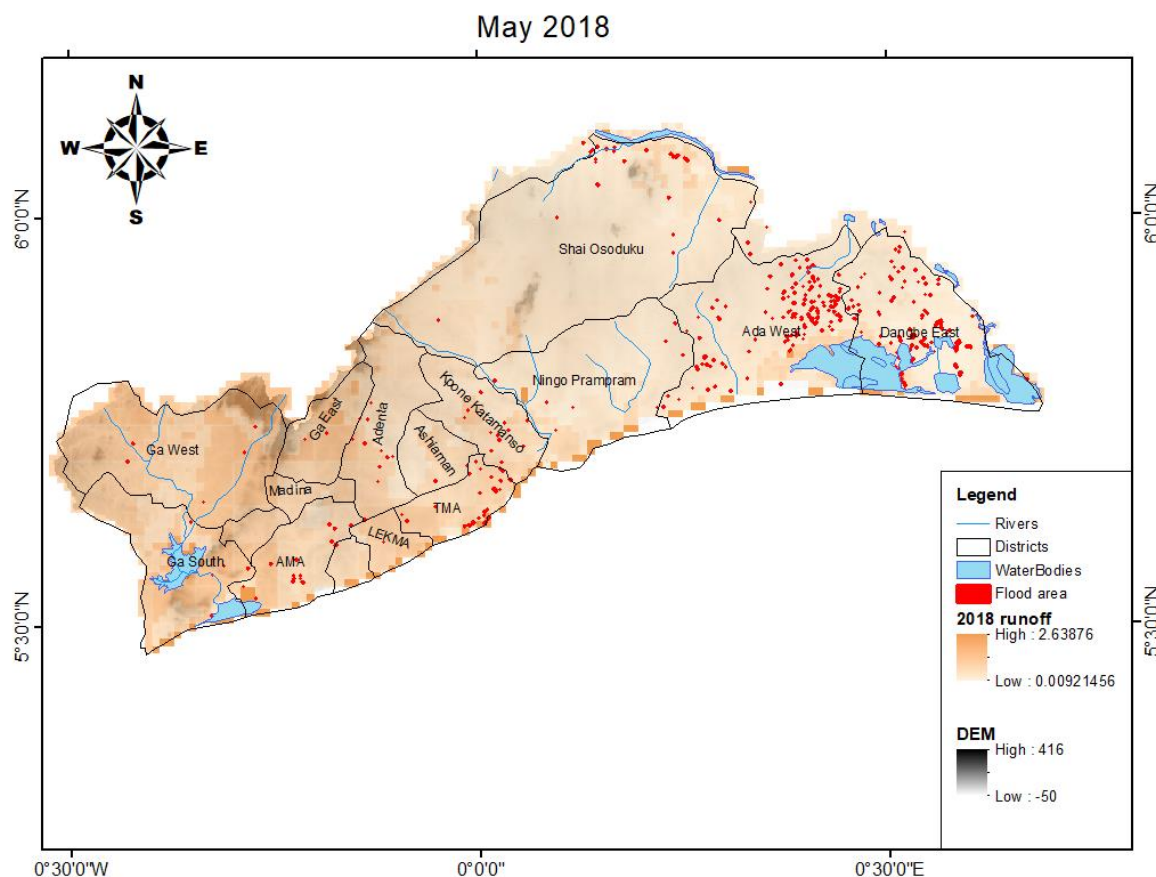 May 2018
N
W E
S
6°0'0"N
6°0'0"N
Shai Osoduku
Ada West
Dangbe East
Ningo Prampram
Kpone Katamanso
Ga East
Adenta
Ashiaman
Ga West
Madina
TMA
LEKMA
Ga South
AMA
5°30'0"N
5°30'0"N
Legend
Rivers
Districts
WaterBodies
Flood area
2018 runoff
High : 2.63876
Low : 0.00921456
DEM
High : 416
Low : -50
0°30'0"W
0°0'0"
0°30'0"E